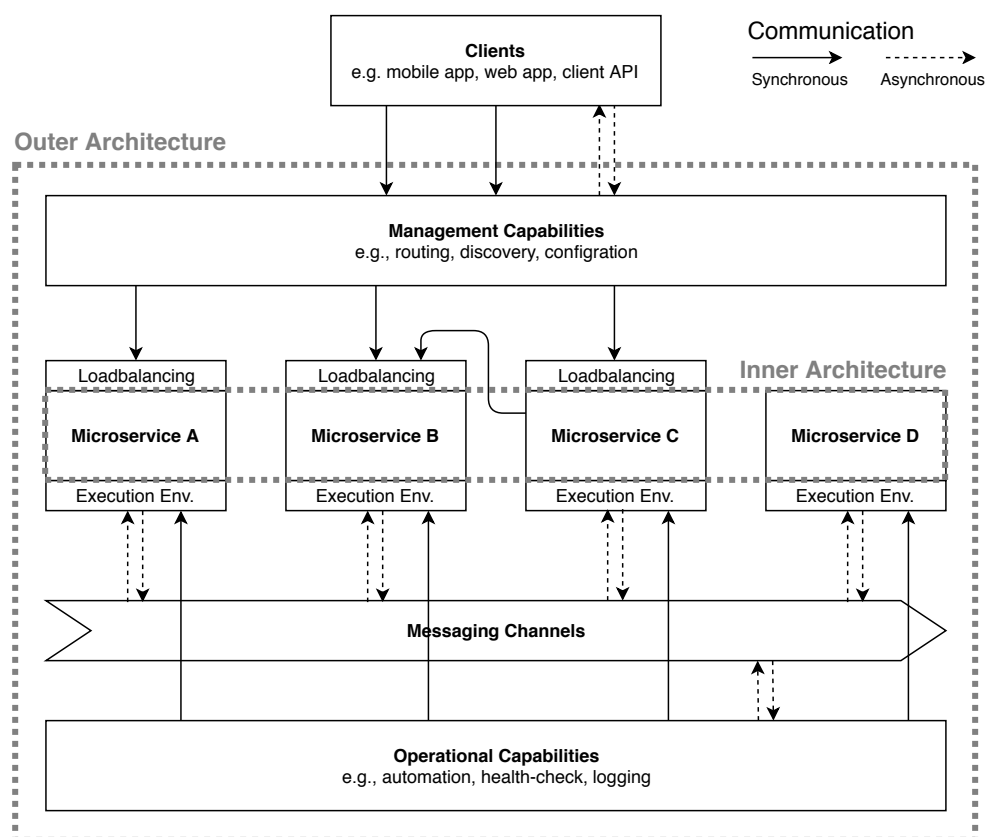 Clients
e.g. mobile app, web app, client API
Communication
Synchronous
Asynchronous
Outer Architecture
Management Capabilities
e.g., routing, discovery, configration
Loadbalancing
Loadbalancing
Loadbalancing
Inner Architecture
Microservice A
Microservice B
Microservice C
Microservice D
Execution Env.
Execution Env.
Execution Env.
Execution Env.
Messaging Channels
Operational Capabilities
e.g., automation, health-check, logging